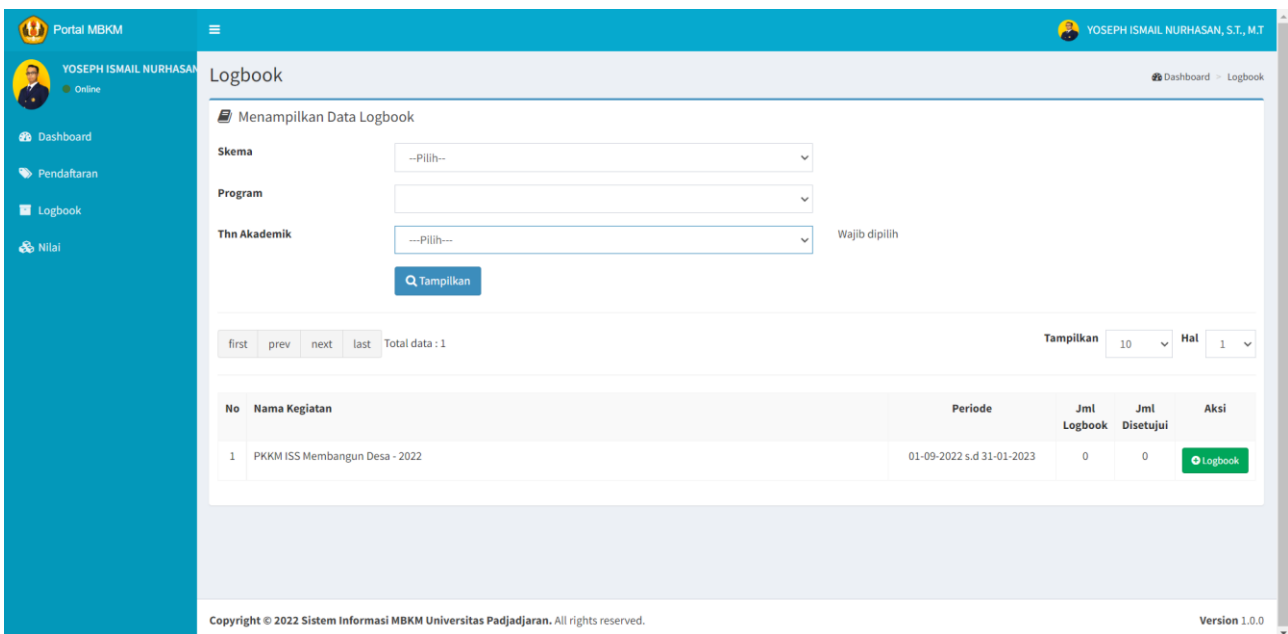 Portal MBKM
YOSEPH ISMAIL NURHASAN, S.T., M.T
YOSEPH ISMAIL NURHASAN
Online
Dashboard
Pendaftaran
Logbook
Nilai
Logbook
Dashboard > Logbook
Menampilkan Data Logbook
Skema
--Pilih--
Program
Thn Akademik
---Pilih---
Wajib dipilih
Tampilkan
first prev next last Total data : 1
Tampilkan 10 Hal 1
No Nama Kegiatan Periode Jml Logbook Jml Disetujui Aksi
1 PKKM ISS Membangun Desa - 2022 01-09-2022 s.d 31-01-2023 0 0 Logbook
Copyright © 2022 Sistem Informasi MBKM Universitas Padjadjaran. All rights reserved.
Version 1.0.0